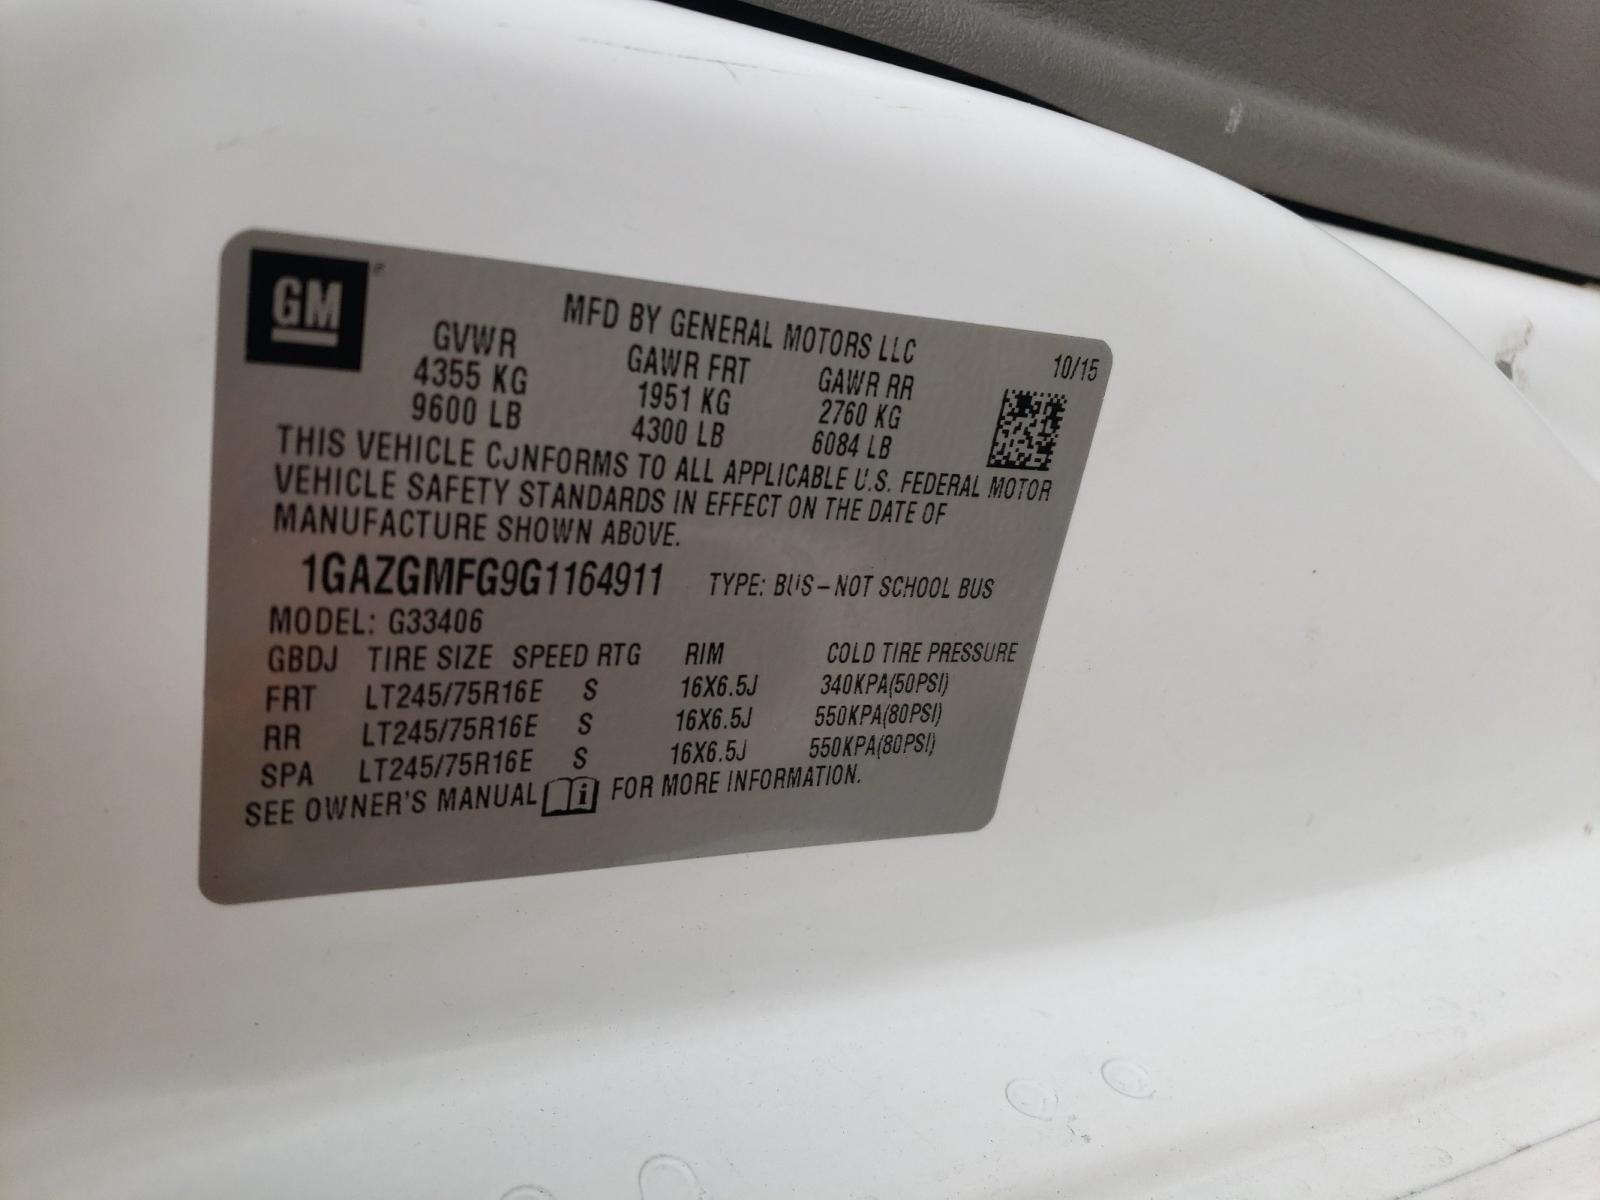 GM
MFD BY GENERAL MOTORS LLC
10/15
GVWR GAWR FRT GAWR RR
4355 KG 1951 KG 2760 KG
9600 LB 4300 LB 6084 LB
THIS VEHICLE CONFORMS TO ALL APPLICABLE U.S. FEDERAL MOTOR
VEHICLE SAFETY STANDARDS IN EFFECT ON THE DATE OF
MANUFACTURE SHOWN ABOVE.
1GAZGMFG9G1164911 TYPE: BUS – NOT SCHOOL BUS
MODEL: G33406
GBDJ TIRE SIZE SPEED RTG RIM COLD TIRE PRESSURE
FRT LT245/75R16E S 16X6.5J 340KPA(50PSI)
RR LT245/75R16E S 16X6.5J 550KPA(80PSI)
SPA LT245/75R16E S 16X6.5J 550KPA(80PSI)
SEE OWNER'S MANUAL i FOR MORE INFORMATION.